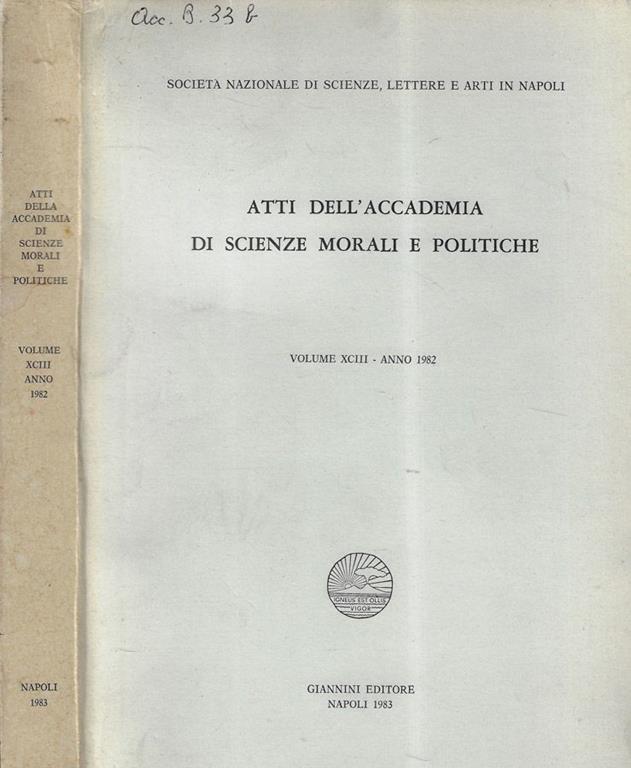 Acc. B. 33 b
SOCIETÀ NAZIONALE DI SCIENZE, LETTERE E ARTI IN NAPOLI
ATTI DELL'ACCADEMIA
DI SCIENZE MORALI E POLITICHE
VOLUME XCIII - ANNO 1982
IGNEUS EST OLLIS
VIGOR
GIANNINI EDITORE
NAPOLI 1983
ATTI
DELLA
ACCADEMIA
DI
SCIENZE
MORALI
E
POLITICHE
VOLUME
XCIII
ANNO
1982
NAPOLI
1983